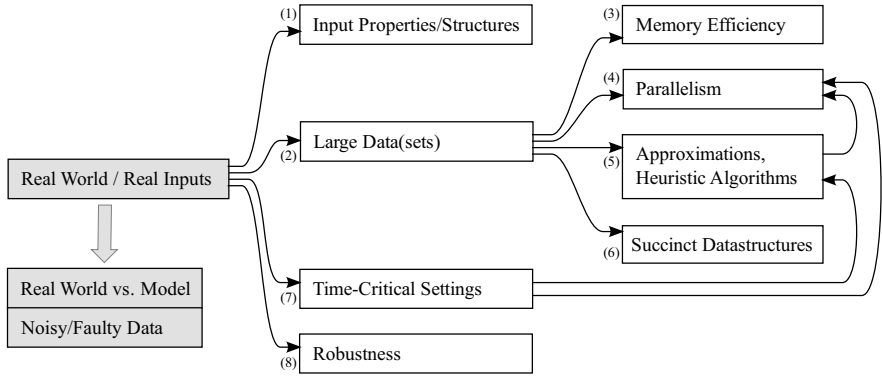 (1)
Input Properties/Structures
(3)
Memory Efficiency
(4)
Parallelism
(2)
Large Data(sets)
(5)
Approximations,
Heuristic Algorithms
Real World / Real Inputs
(6)
Succinct Datastructures
Real World vs. Model
Noisy/Faulty Data
(7)
Time-Critical Settings
(8)
Robustness